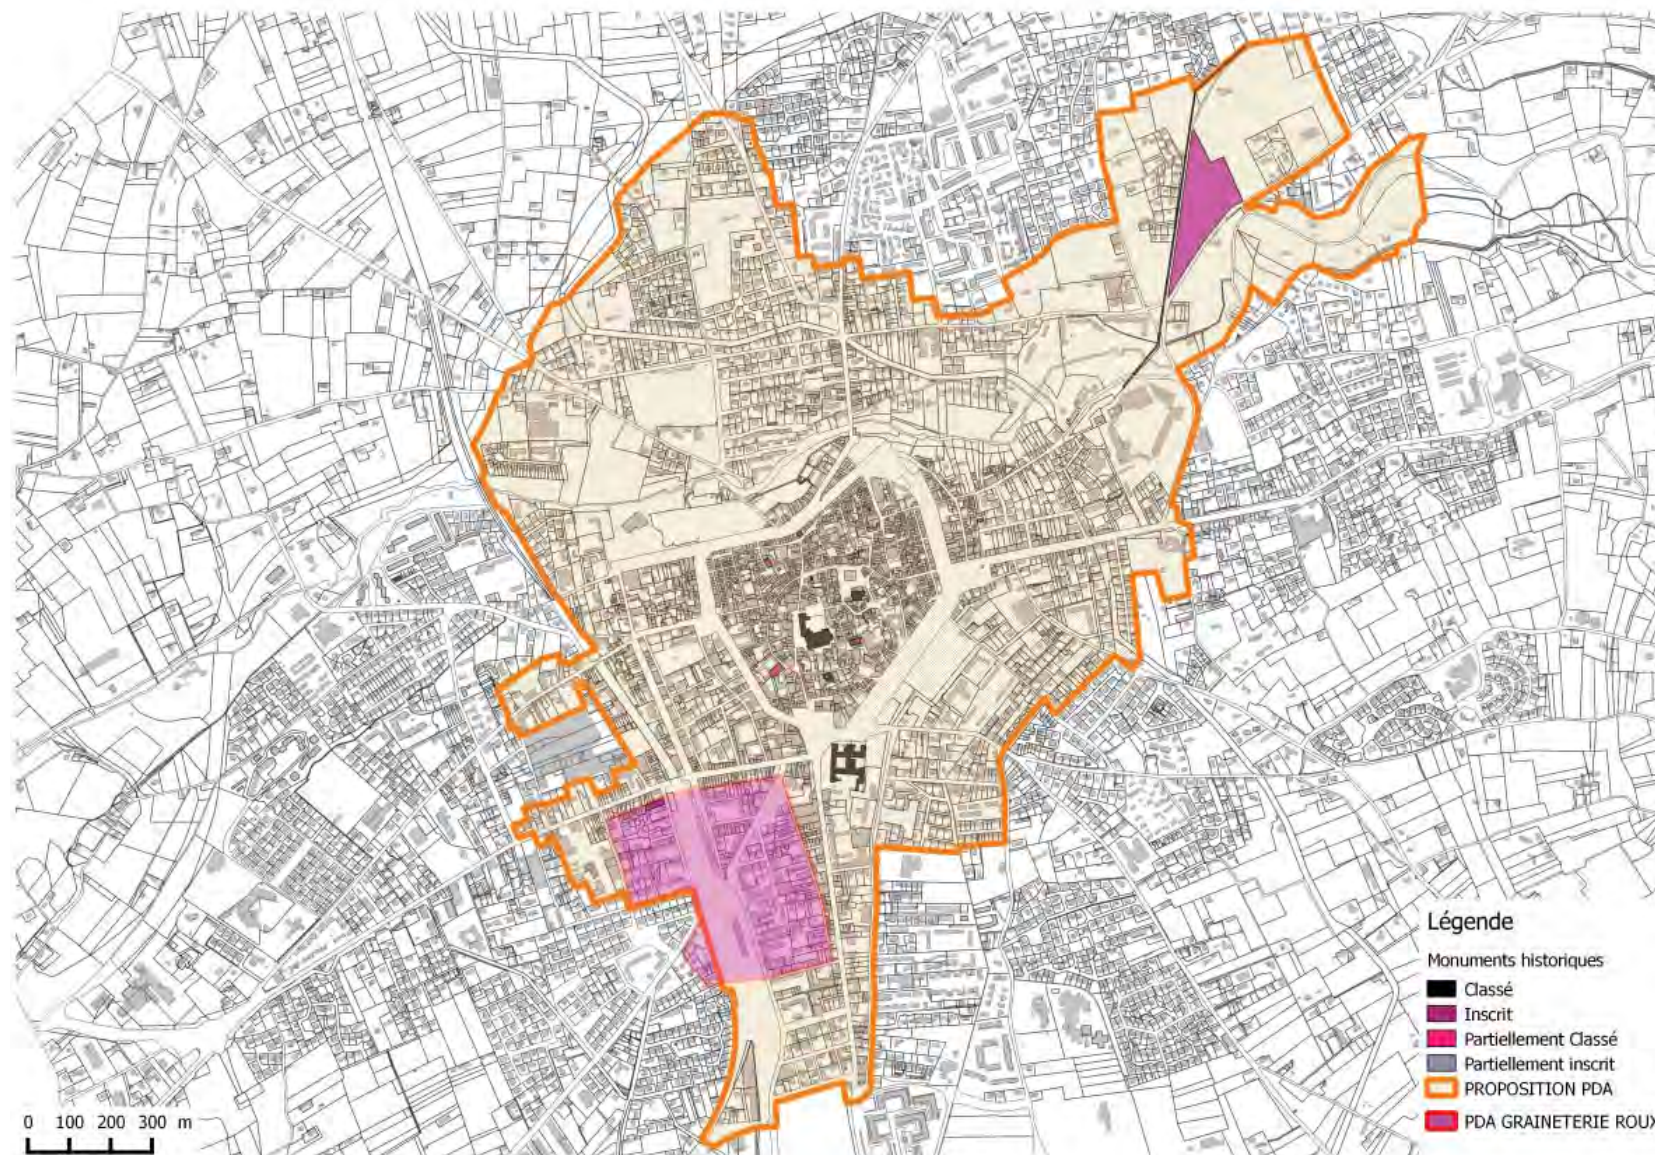 Légende
Monuments historiques
Classé
Inscrit
Partiellement Classé
Partiellement inscrit
PROPOSITION PDA
PDA GRAINETERIE ROUX
0 100 200 300 m